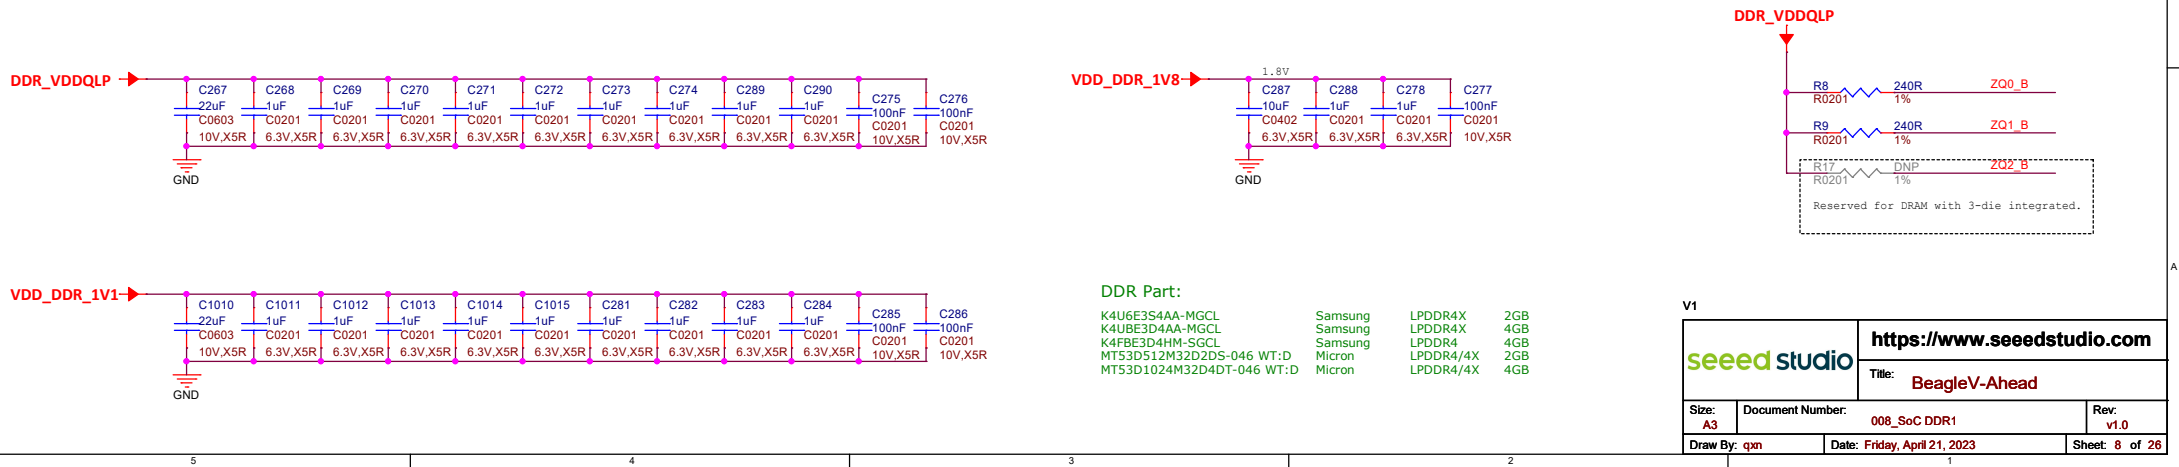 DDR_VDDQLP
DDR_VDDQLP
C267 C268 C269 C270 C271 C272 C273 C274 C289 C290 C275 C276
22uF 1uF 1uF 1uF 1uF 1uF 1uF 1uF 1uF 1uF 100nF 100nF
C0603 C0201 C0201 C0201 C0201 C0201 C0201 C0201 C0201 C0201 C0201 C0201
10V,X5R 6.3V,X5R 6.3V,X5R 6.3V,X5R 6.3V,X5R 6.3V,X5R 6.3V,X5R 6.3V,X5R 6.3V,X5R 6.3V,X5R 10V,X5R 10V,X5R
GND
VDD_DDR_1V8
1.8V
C287 C288 C278 C277
10uF 1uF 1uF 100nF
C0402 C0201 C0201 C0201
6.3V,X5R 6.3V,X5R 6.3V,X5R 10V,X5R
GND
R8 240R ZQ0_B
R0201 1%
R9 240R ZQ1_B
R0201 1%
R17 DNP ZQ2_B
R0201 1%
Reserved for DRAM with 3-die integrated.
VDD_DDR_1V1
C1010 C1011 C1012 C1013 C1014 C1015 C281 C282 C283 C284 C285 C286
22uF 1uF 1uF 1uF 1uF 1uF 1uF 1uF 1uF 1uF 100nF 100nF
C0603 C0201 C0201 C0201 C0201 C0201 C0201 C0201 C0201 C0201 C0201 C0201
10V,X5R 6.3V,X5R 6.3V,X5R 6.3V,X5R 6.3V,X5R 6.3V,X5R 6.3V,X5R 6.3V,X5R 6.3V,X5R 6.3V,X5R 10V,X5R 10V,X5R
GND
DDR Part:
K4U6E3S4AA-MGCL Samsung LPDDR4X 2GB
K4UBE3D4AA-MGCL Samsung LPDDR4X 4GB
K4FBE3D4HM-SGCL Samsung LPDDR4 4GB
MT53D512M32D2DS-046 WT:D Micron LPDDR4/4X 2GB
MT53D1024M32D4DT-046 WT:D Micron LPDDR4/4X 4GB
A
V1
seeed studio
https://www.seeedstudio.com
Title: BeagleV-Ahead
Size: A3
Document Number: 008_SoC DDR1
Rev: v1.0
Draw By: qxn
Date: Friday, April 21, 2023
Sheet: 8 of 26
5 4 3 2 1